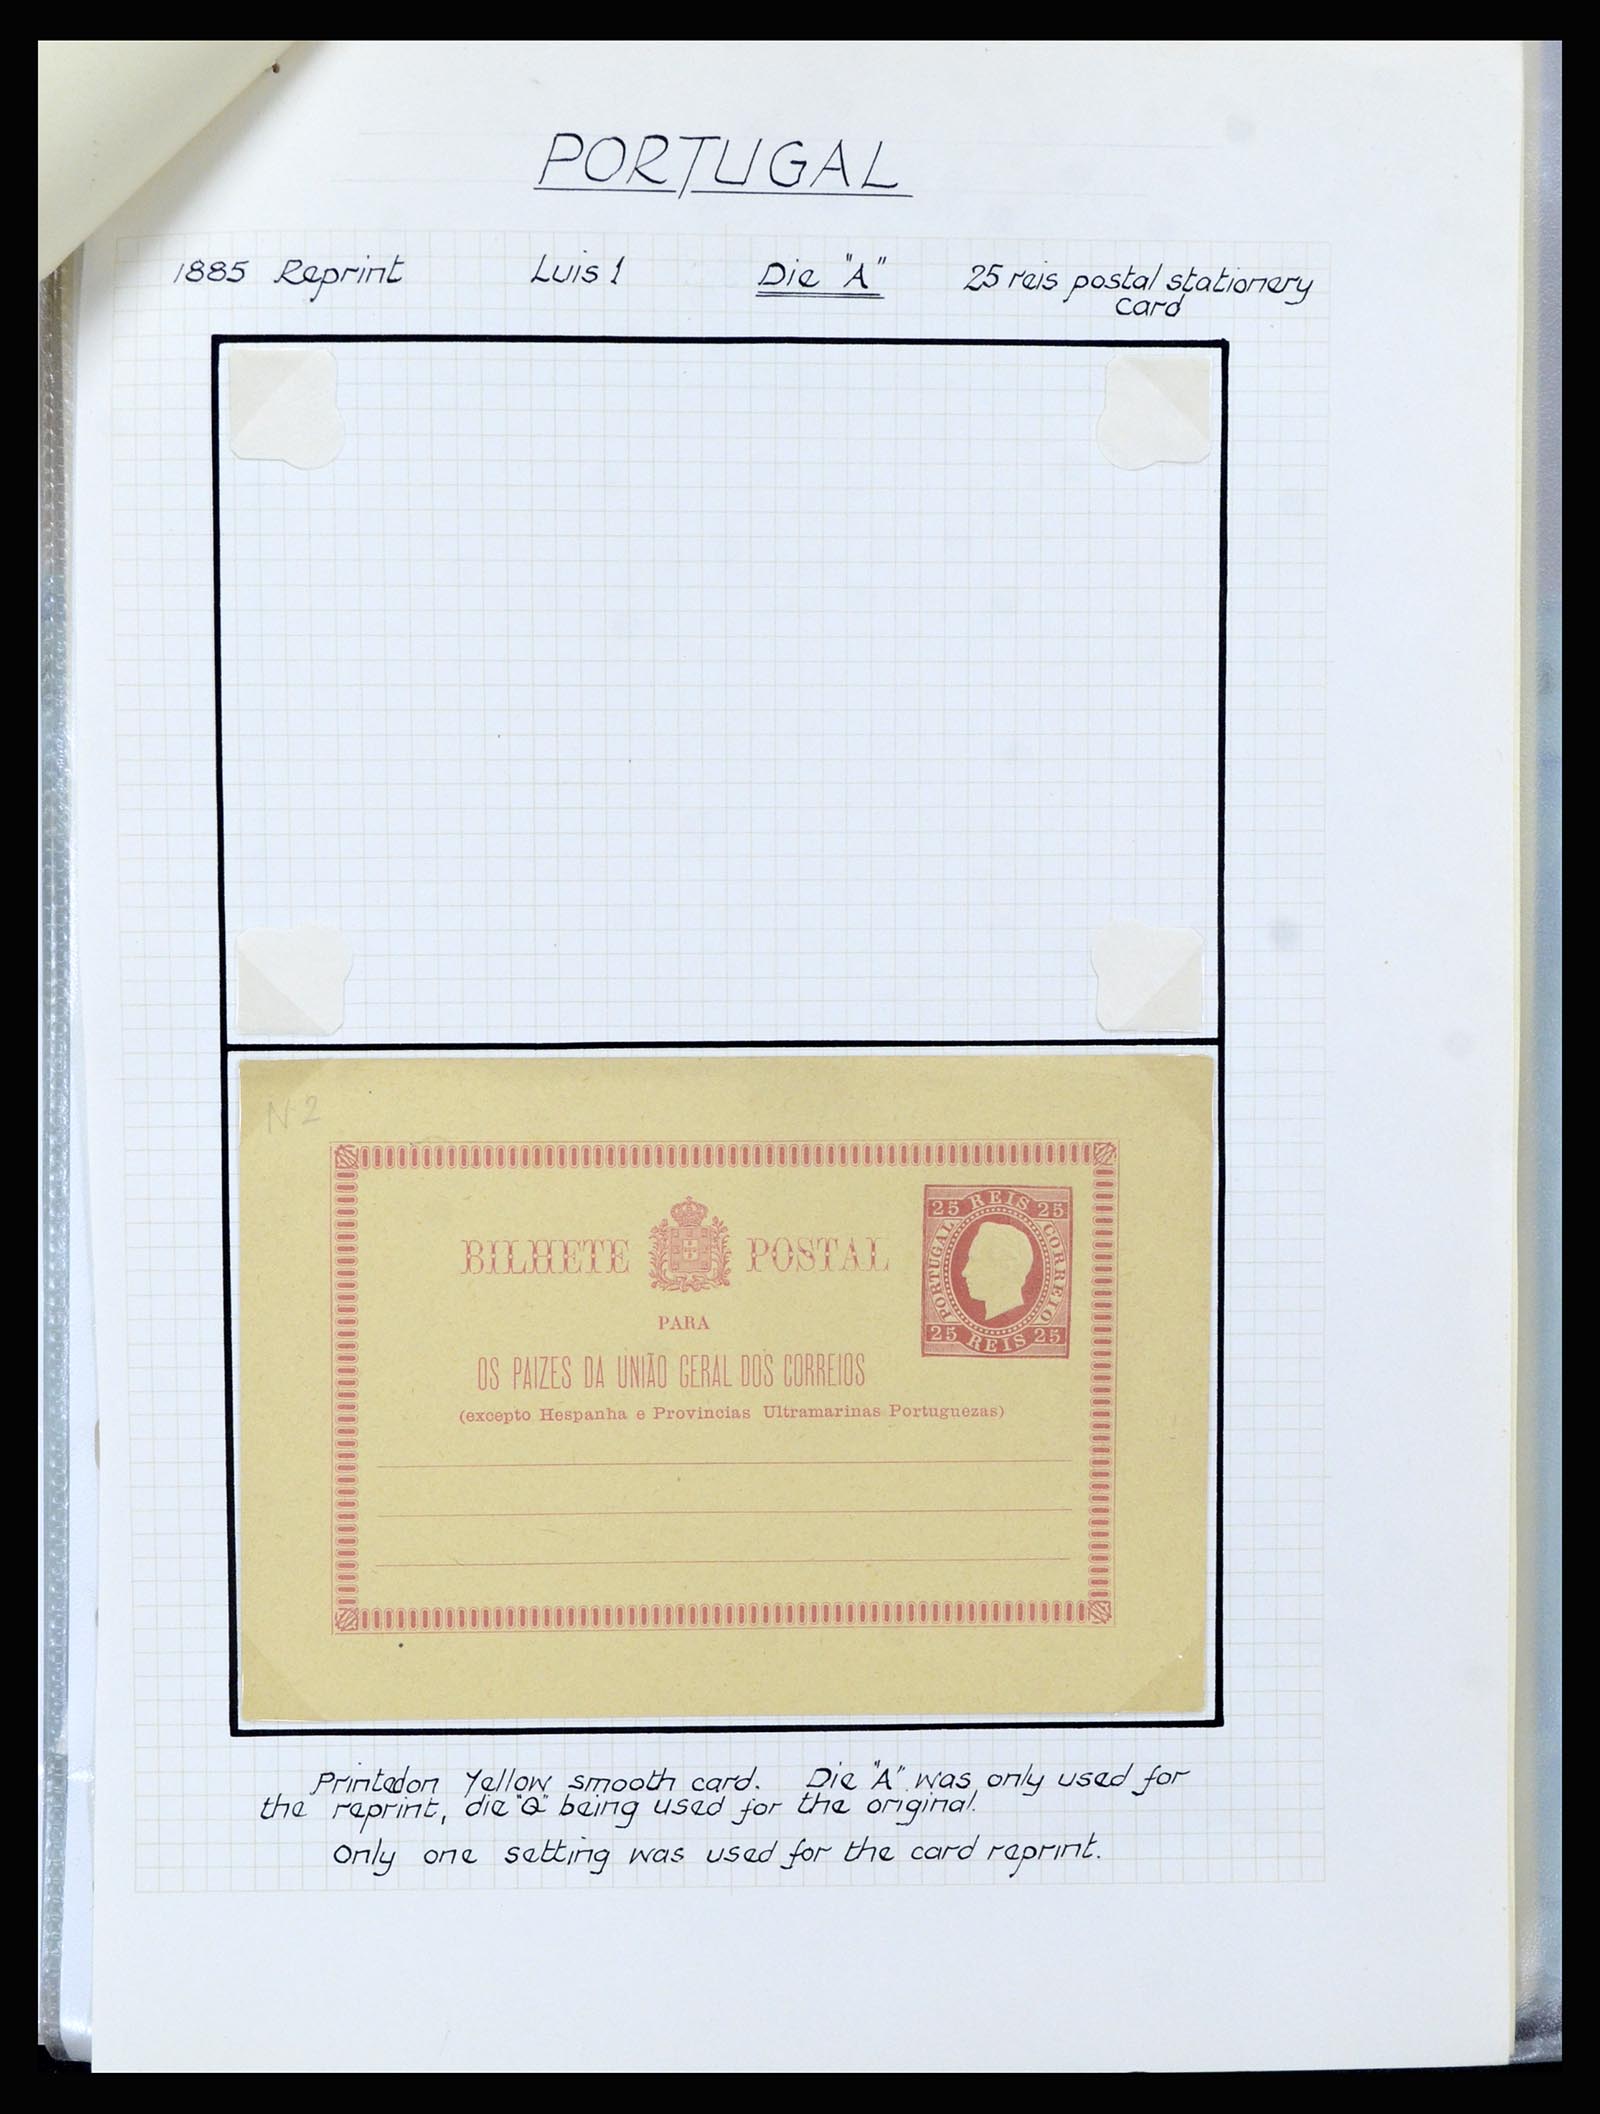 PORTUGAL
1885 Reprint Luis 1 Die "A" 25 reis postal stationery
card
N 2
25 REIS 25
PORTUGAL CORREIO
25 REIS 25
BILHETE POSTAL
PARA
OS PAIZES DA UNIÃO GERAL DOS CORREIOS
(excepto Hespanha e Provincias Ultramarinas Portuguezas)
Printedon Yellow smooth card. Die "A" was only used for
the reprint, die "Q" being used for the original.
Only one setting was used for the card reprint.